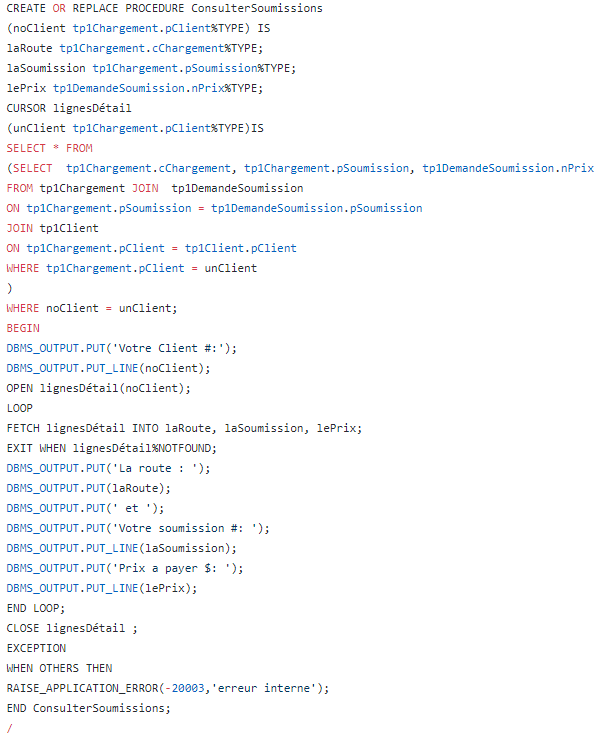 CREATE OR REPLACE PROCEDURE ConsulterSoumissions
(noClient tp1Chargement.pClient%TYPE) IS
laRoute tp1Chargement.cChargement%TYPE;
laSoumission tp1Chargement.pSoumission%TYPE;
lePrix tp1DemandeSoumission.nPrix%TYPE;
CURSOR lignesDétail
(unClient tp1Chargement.pClient%TYPE)IS
SELECT * FROM
(SELECT  tp1Chargement.cChargement, tp1Chargement.pSoumission, tp1DemandeSoumission.nPrix
FROM tp1Chargement JOIN  tp1DemandeSoumission
ON tp1Chargement.pSoumission = tp1DemandeSoumission.pSoumission
JOIN tp1Client
ON tp1Chargement.pClient = tp1Client.pClient
WHERE tp1Chargement.pClient = unClient
)
WHERE noClient = unClient;
BEGIN
DBMS_OUTPUT.PUT('Votre Client #:');
DBMS_OUTPUT.PUT_LINE(noClient);
OPEN lignesDétail(noClient);
LOOP
FETCH lignesDétail INTO laRoute, laSoumission, lePrix;
EXIT WHEN lignesDétail%NOTFOUND;
DBMS_OUTPUT.PUT('La route : ');
DBMS_OUTPUT.PUT(laRoute);
DBMS_OUTPUT.PUT(' et ');
DBMS_OUTPUT.PUT('Votre soumission #: ');
DBMS_OUTPUT.PUT_LINE(laSoumission);
DBMS_OUTPUT.PUT('Prix a payer $: ');
DBMS_OUTPUT.PUT_LINE(lePrix);
END LOOP;
CLOSE lignesDétail ;
EXCEPTION
WHEN OTHERS THEN
RAISE_APPLICATION_ERROR(-20003,'erreur interne');
END ConsulterSoumissions;
/